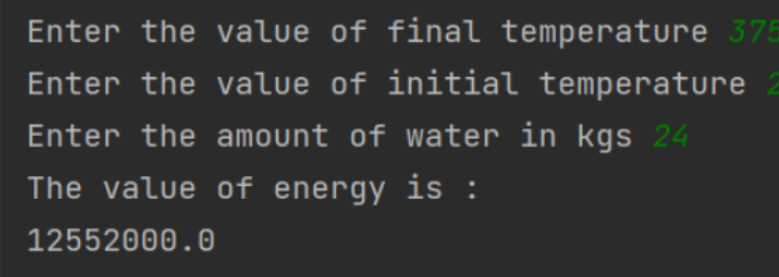 Enter the value of final temperature 375
Enter the value of initial temperature 2
Enter the amount of water in kgs 24
The value of energy is :
12552000.0